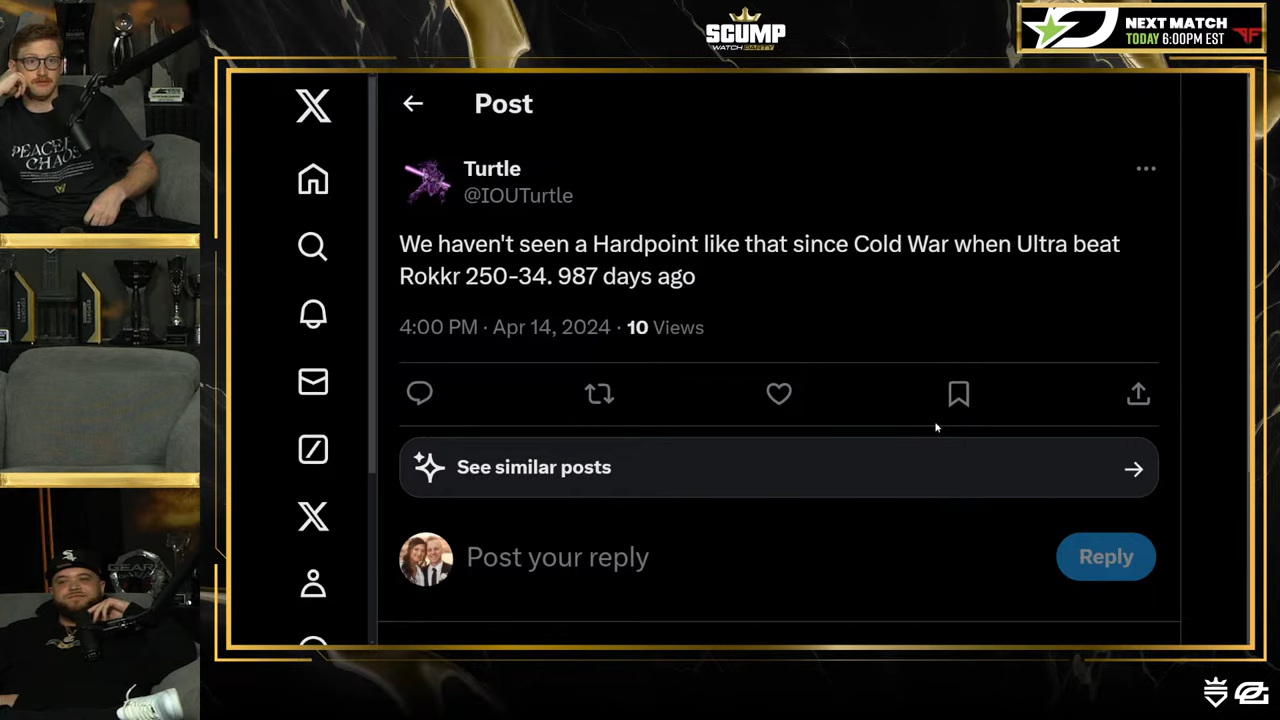 SCUMP
WATCH PARTY
NEXT MATCH
TODAY 6:00PM EST
Post
Turtle
@IOUTurtle
We haven't seen a Hardpoint like that since Cold War when Ultra beat
Rokkr 250-34. 987 days ago
4:00 PM · Apr 14, 2024 · 10 Views
See similar posts
Post your reply
Reply
PEACEFUL
CHAOS
GEAR